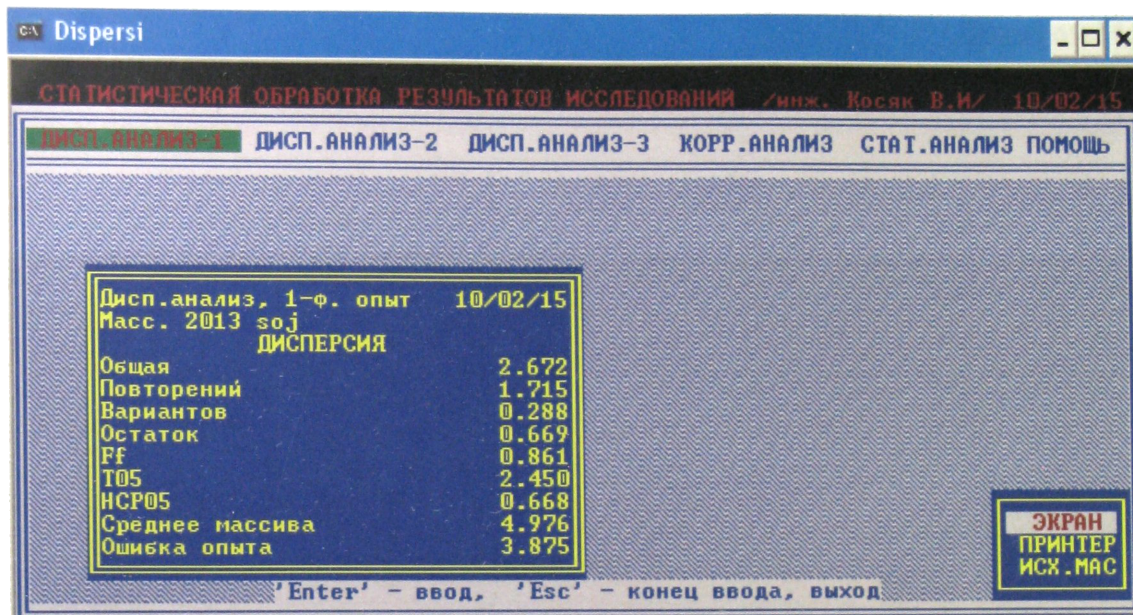 Dispersi
СТАТИСТИЧЕСКАЯ ОБРАБОТКА РЕЗУЛЬТАТОВ ИССЛЕДОВАНИЙ /инж. Косяк В.И/ 10/02/15
ДИСП.АНАЛИЗ-1 ДИСП.АНАЛИЗ-2 ДИСП.АНАЛИЗ-3 КОРР.АНАЛИЗ СТАТ.АНАЛИЗ ПОМОЩЬ
Дисп.анализ, 1-ф. опыт 10/02/15
Масс. 2013 soj
ДИСПЕРСИЯ
Общая 2.672
Повторений 1.715
Вариантов 0.288
Остаток 0.669
Ff 0.861
T05 2.450
НСР05 0.668
Среднее массива 4.976
Ошибка опыта 3.875
ЭКРАН
ПРИНТЕР
ИСХ.МАС
'Enter' - ввод, 'Esc' - конец ввода, выход